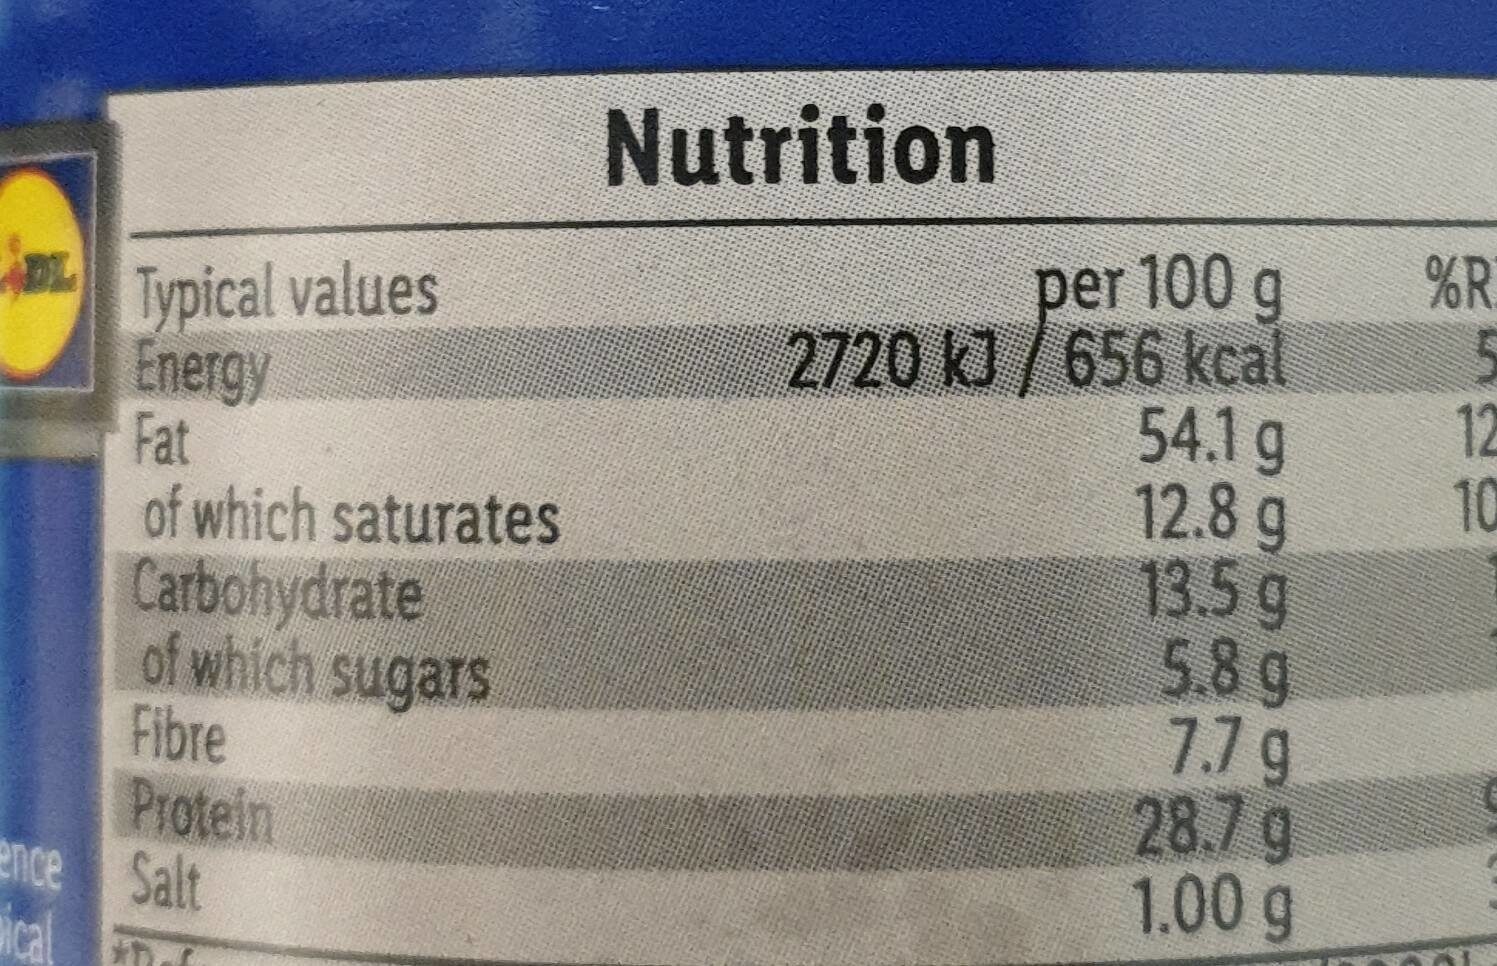 Nutrition
LIDL
Typical values per 100 g
Energy 2720 kJ / 656 kcal
Fat 54.1 g
of which saturates 12.8 g
Carbohydrate 13.5 g
of which sugars 5.8 g
Fibre 7.7 g
Protein 28.7 g
Salt 1.00 g